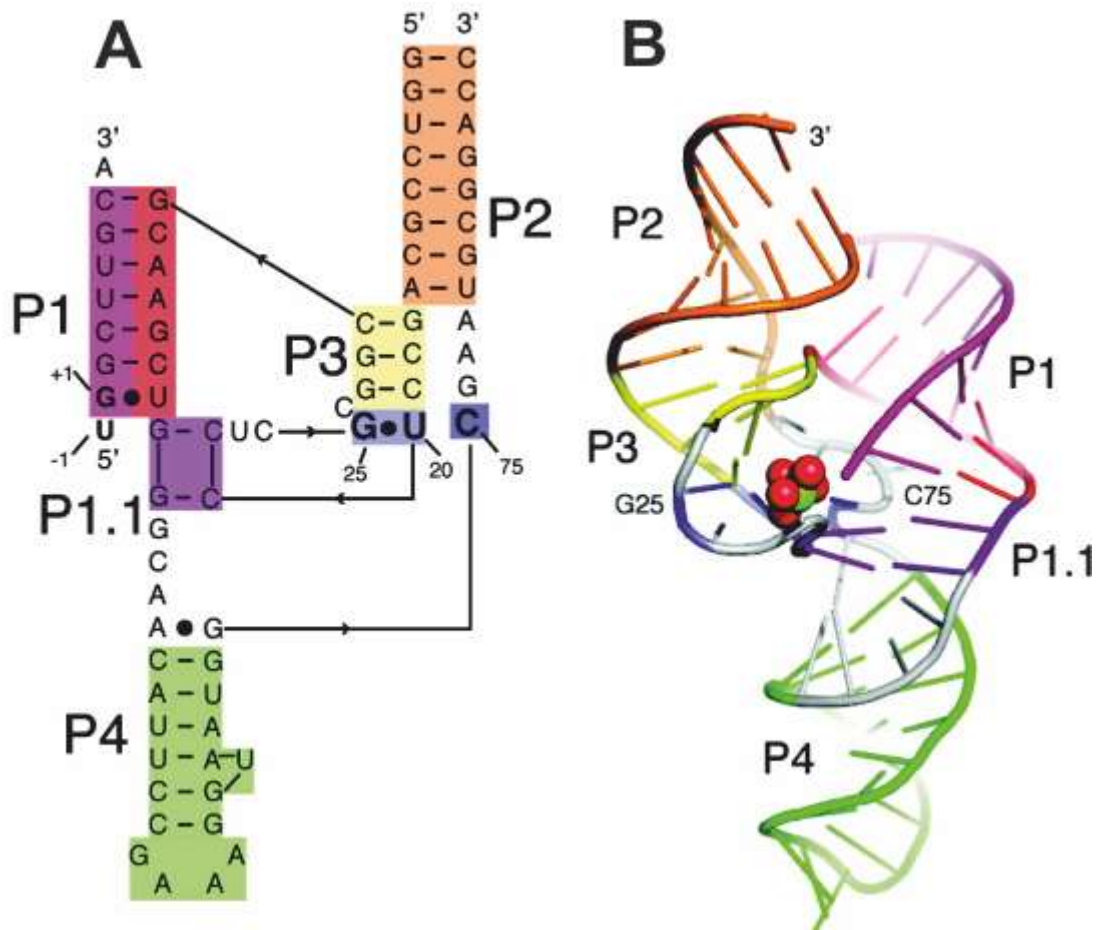 A
5' 3'
G – C
G – C
U – A
C – G
C – G
G – C
C – G
A – U
P2
3'
A
C – G
G – C
G – A
U – A
U – G
C – C
G – U
G
P1
+1
U
-1 5'
C – G A
G – C A
G – C G
C
G U C
P3
25 20 75
G – C U C
G – C
P1.1
G
C
A
A G
C – G
A – U
U – A
U – A U
C – G
C – G
G A
A A
P4
B
3'
P2
P1
P3
G25
C75
P1.1
P4